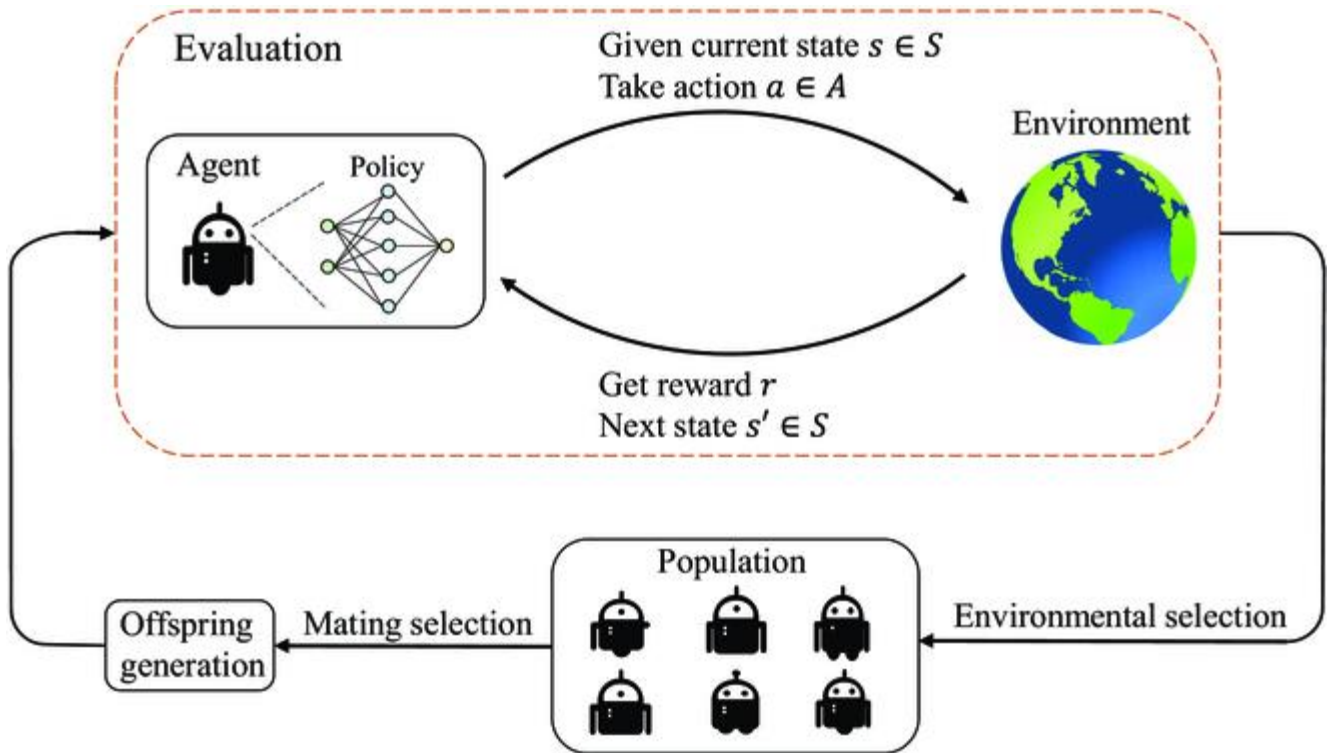 Evaluation
Given current state 𝑠 ∈ 𝑆
Take action 𝑎 ∈ 𝐴
Environment
Agent
Policy
Get reward 𝑟
Next state 𝑠′ ∈ 𝑆
Population
Offspring
generation
Mating selection
Environmental selection